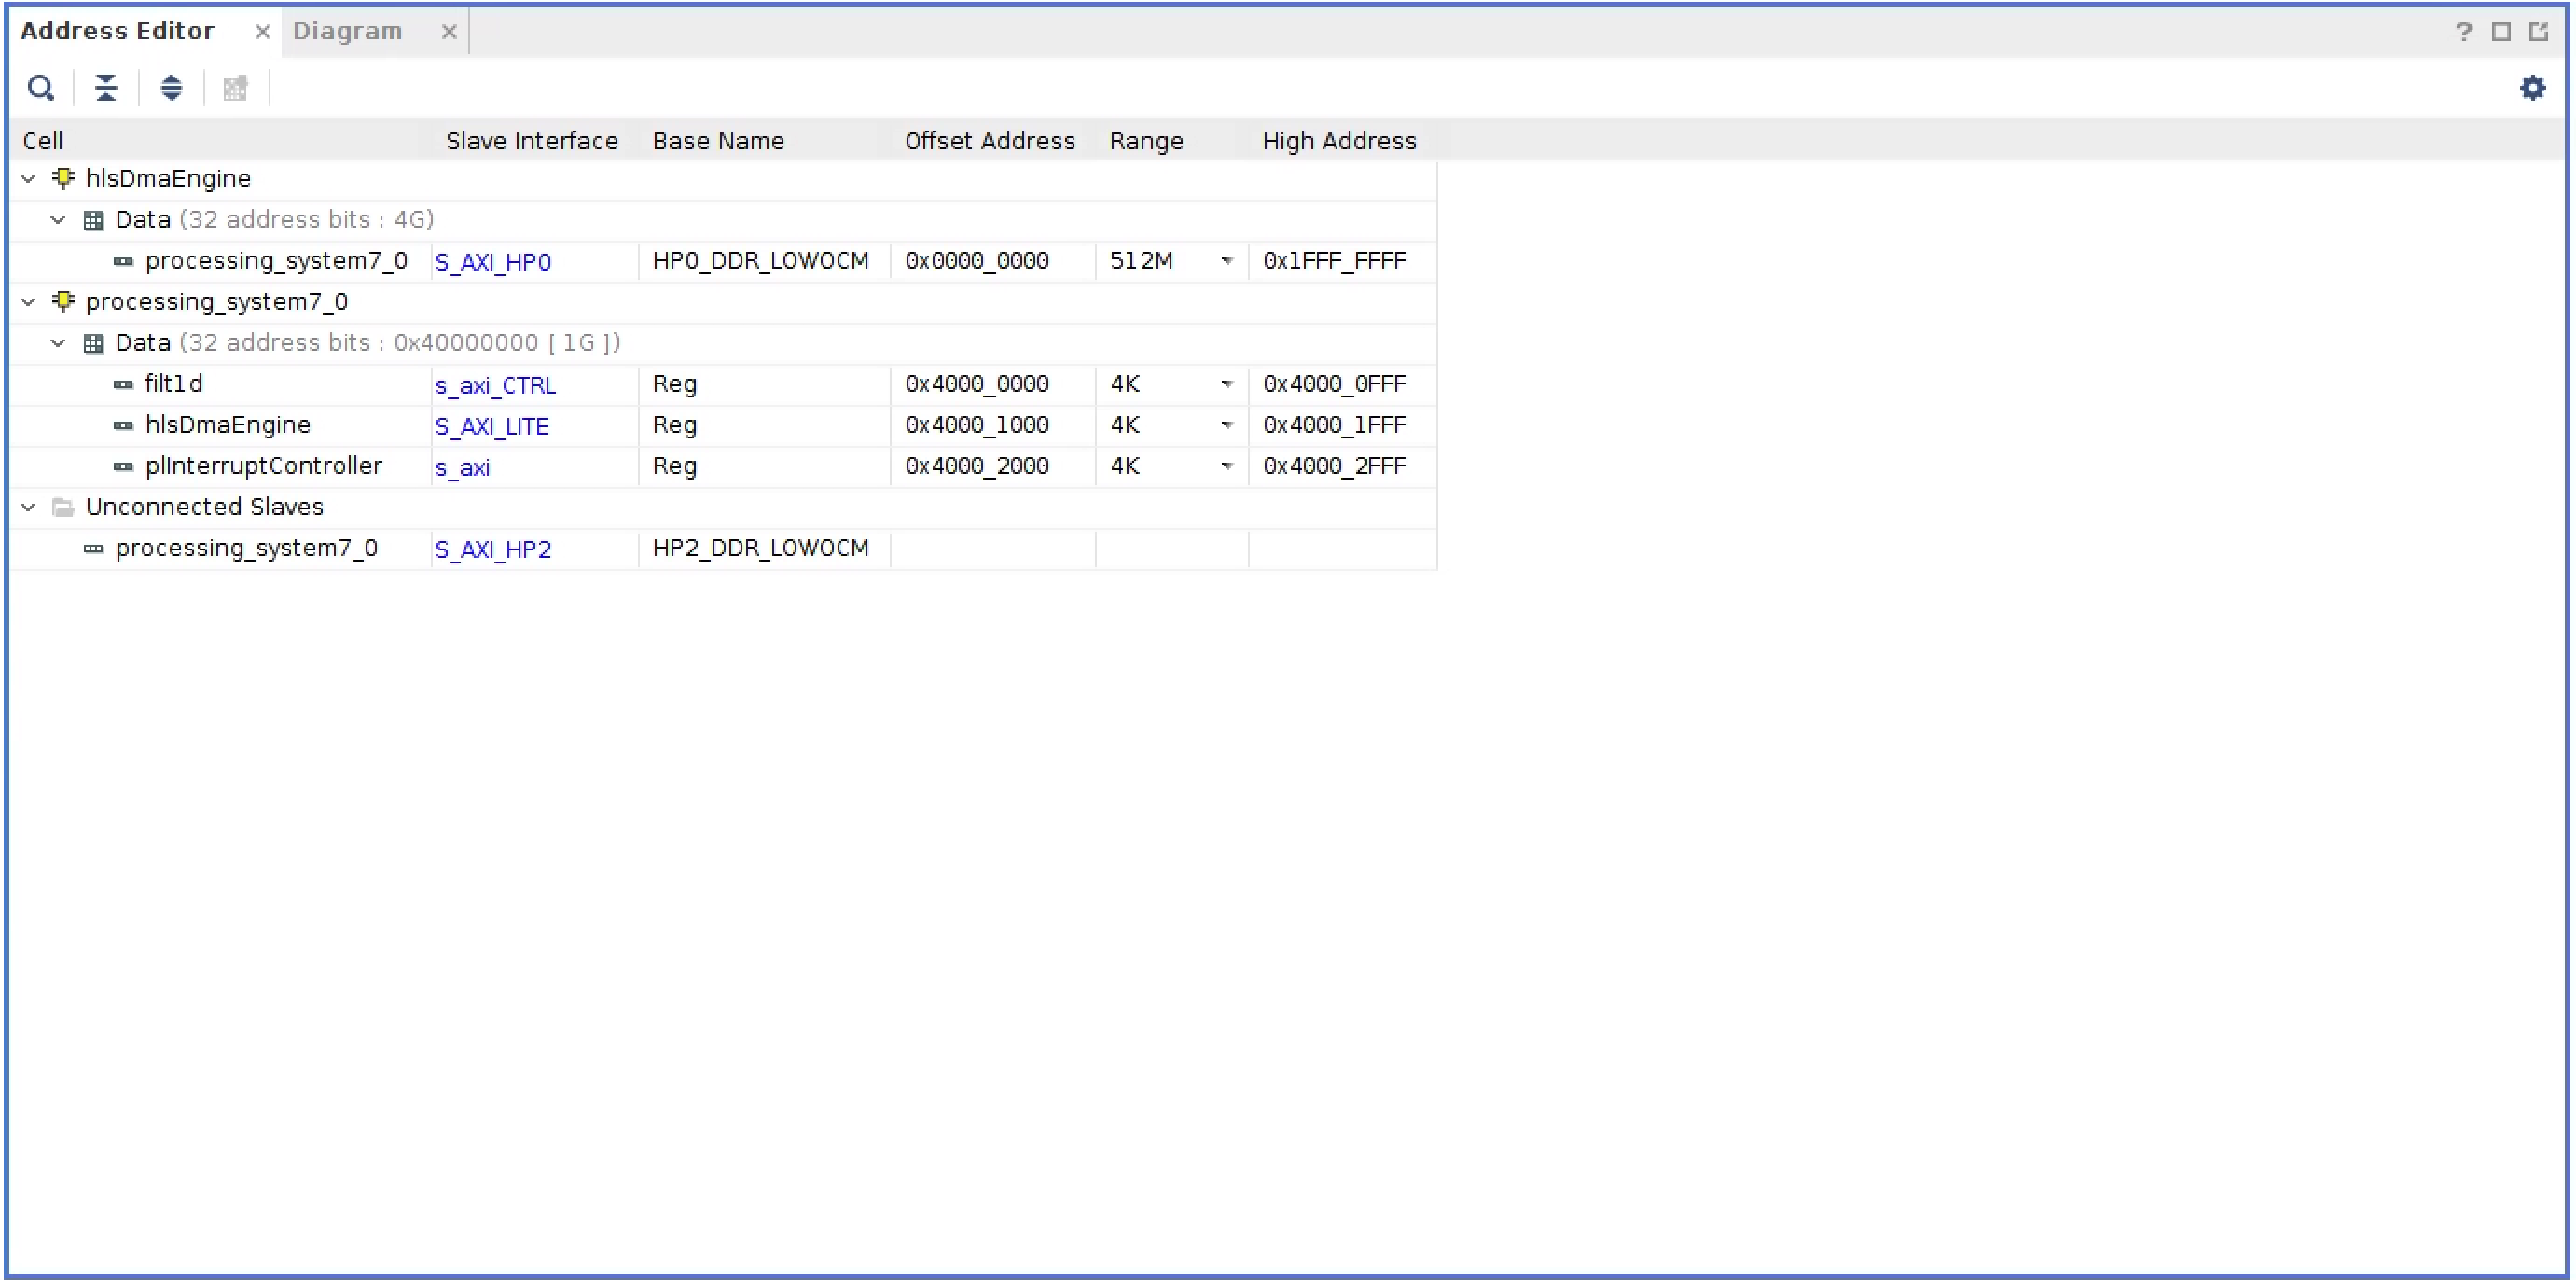 Address Editor Diagram ?
Cell Slave Interface Base Name Offset Address Range High Address
hlsDmaEngine
Data (32 address bits : 4G)
processing_system7_0 S_AXI_HP0 HP0_DDR_LOWOCM 0x0000_0000 512M 0x1FFF_FFFF
processing_system7_0
Data (32 address bits : 0x40000000 [ 1G ])
filt1d s_axi_CTRL Reg 0x4000_0000 4K 0x4000_0FFF
hlsDmaEngine S_AXI_LITE Reg 0x4000_1000 4K 0x4000_1FFF
plInterruptController s_axi Reg 0x4000_2000 4K 0x4000_2FFF
Unconnected Slaves
processing_system7_0 S_AXI_HP2 HP2_DDR_LOWOCM